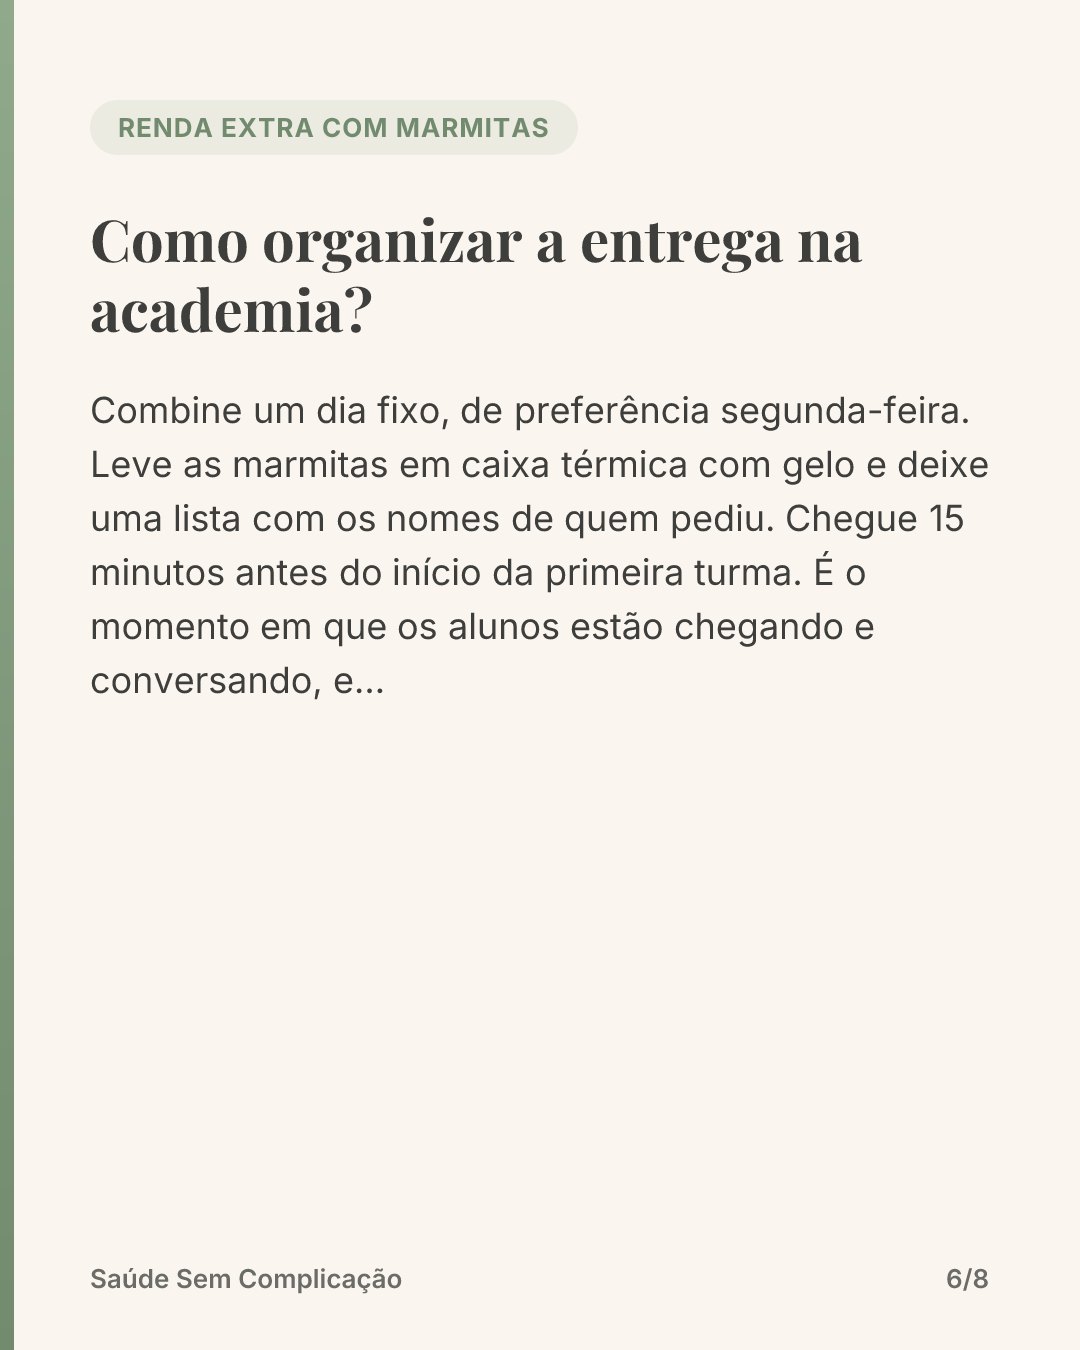 RENDA EXTRA COM MARMITAS
Como organizar a entrega na
academia?
Combine um dia fixo, de preferência segunda-feira.
Leve as marmitas em caixa térmica com gelo e deixe
uma lista com os nomes de quem pediu. Chegue 15
minutos antes do início da primeira turma. É o
momento em que os alunos estão chegando e
conversando, e...
Saúde Sem Complicação
6/8